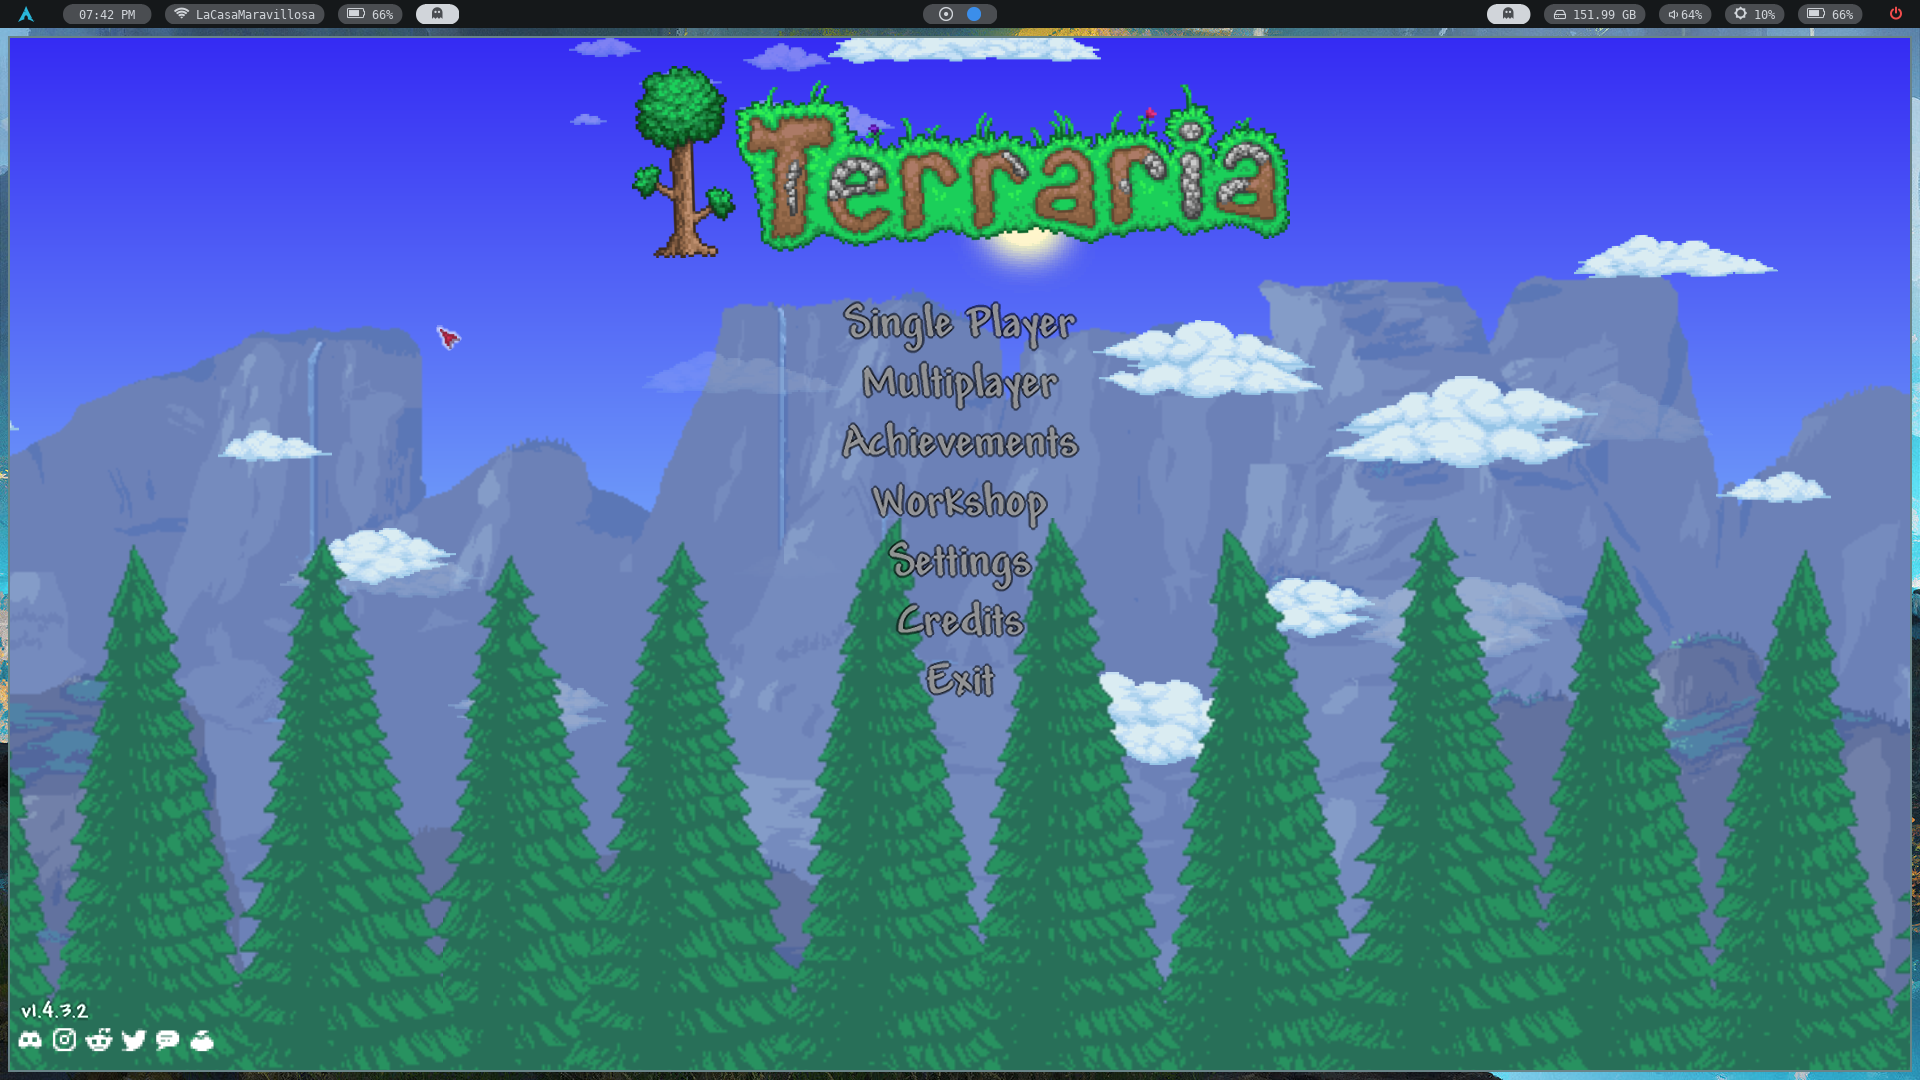 07:42 PM LaCasaMaravillosa 66% 151.99 GB 64% 10% 66%
Terraria
Single Player
Multiplayer
Achievements
Workshop
Settings
Credits
Exit
v1.4.3.2